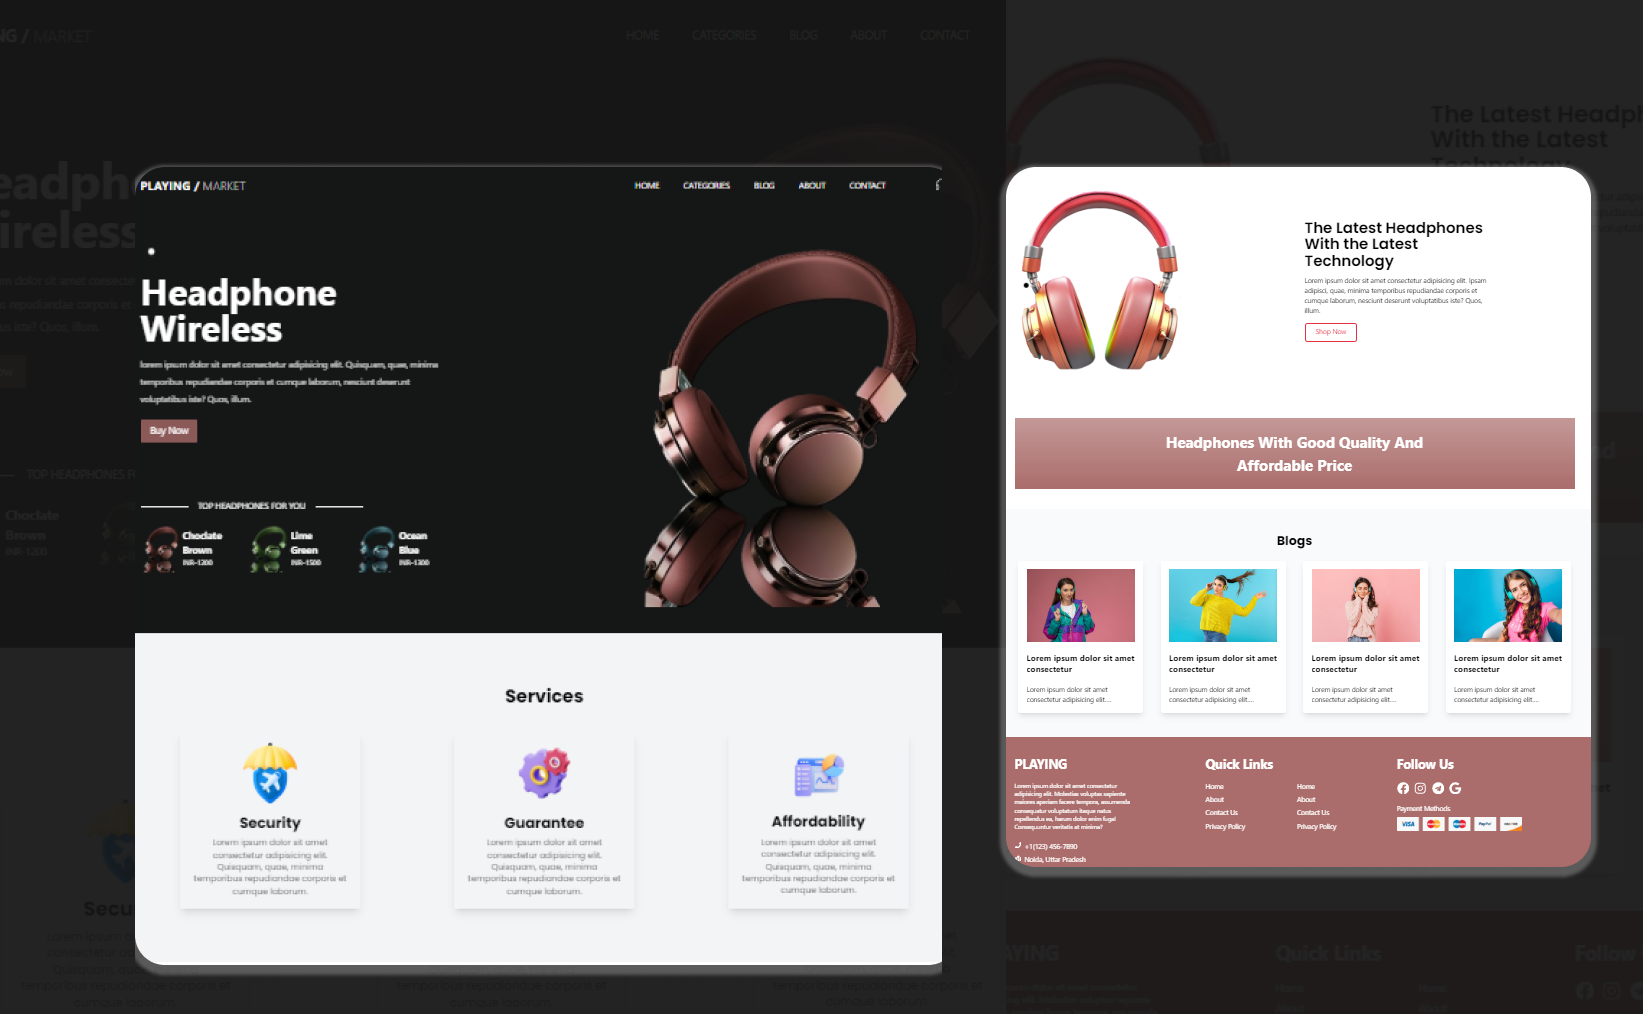 PLAYING / MARKET
HOME CATEGORIES BLOG ABOUT CONTACT
Headphone
Wireless
lorem ipsum dolor sit amet consectetur adipisicing elit. Quisquam, quae, minima
temporibus repudiandae corporis et cumque laborum, nesciunt deserunt
voluptatibus iste? Quos, illum.
Buy Now
TOP HEADPHONES FOR YOU
Choclate
Brown
INR-1200
Lime
Green
INR-1500
Ocean
Blue
INR-1300
Services
Security
Lorem ipsum dolor sit amet
consectetur adipisicing elit.
Quisquam, quae, minima
temporibus repudiandae corporis et
cumque laborum.
Guarantee
Lorem ipsum dolor sit amet
consectetur adipisicing elit.
Quisquam, quae, minima
temporibus repudiandae corporis et
cumque laborum.
Affordability
Lorem ipsum dolor sit amet
consectetur adipisicing elit.
Quisquam, quae, minima
temporibus repudiandae corporis et
cumque laborum.
The Latest Headphones
With the Latest
Technology
Lorem ipsum dolor sit amet consectetur adipisicing elit. Ipsam
adipisci, quae, minima temporibus repudiandae corporis et
cumque laborum, nesciunt deserunt voluptatibus iste? Quos,
illum.
Shop Now
Headphones With Good Quality And
Affordable Price
Blogs
Lorem ipsum dolor sit amet
consectetur
Lorem ipsum dolor sit amet
consectetur adipisicing elit....
Lorem ipsum dolor sit amet
consectetur
Lorem ipsum dolor sit amet
consectetur adipisicing elit....
Lorem ipsum dolor sit amet
consectetur
Lorem ipsum dolor sit amet
consectetur adipisicing elit....
Lorem ipsum dolor sit amet
consectetur
Lorem ipsum dolor sit amet
consectetur adipisicing elit....
PLAYING
Lorem ipsum dolor sit amet consectetur
adipisicing elit. Molestias voluptas sapiente
maiores aperiam facere tempora, assumenda
consequatur voluptatum itaque natus
repellendus ea, harum dolor enim fuga!
Consequuntur veritatis at minima?
+1(123) 456-7890
Noida, Uttar Pradesh
Quick Links
Home
About
Contact Us
Privacy Policy
Home
About
Contact Us
Privacy Policy
Follow Us
Payment Methods
VISA
PayPal